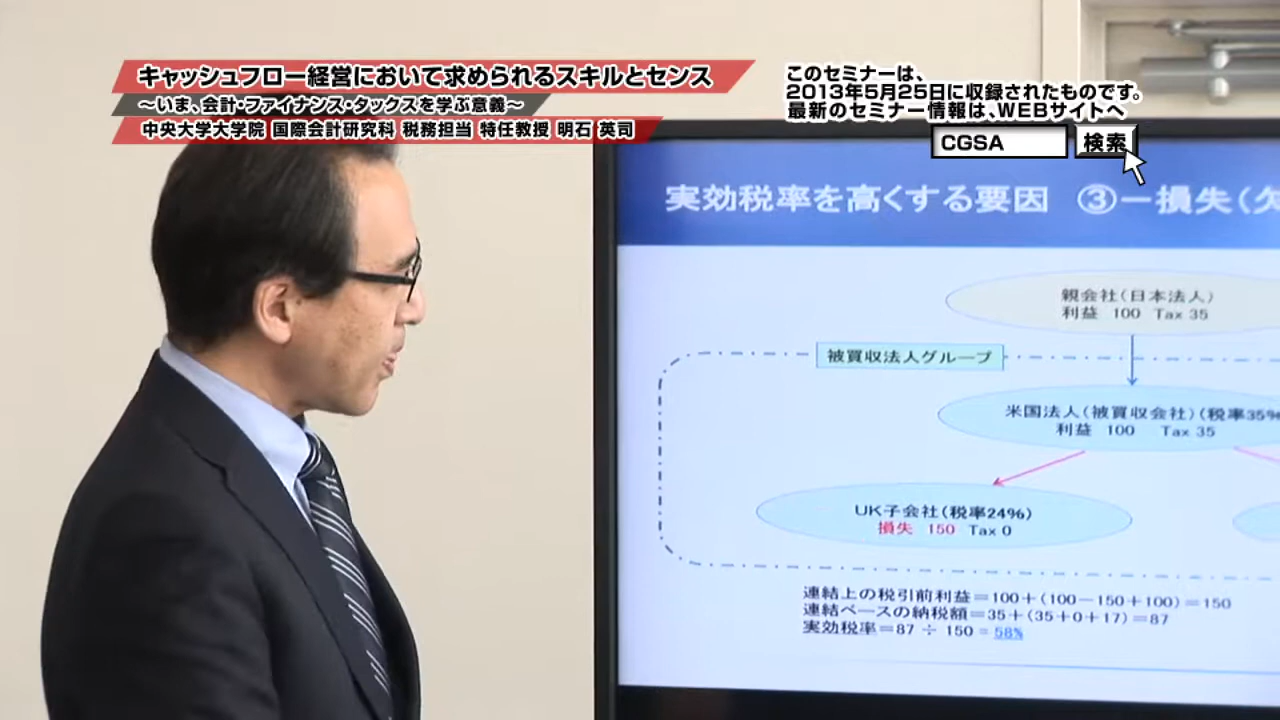 キャッシュフロー経営において求められるスキルとセンス
～いま、会計・ファイナンス・タックスを学ぶ意義～
中央大学大学院 国際会計研究科 税務担当 特任教授 明石 英司
このセミナーは、
2013年5月25日に収録されたものです。
最新のセミナー情報は、WEBサイトへ
CGSA 検索
実効税率を高くする要因 ③ー損失(欠
親会社(日本法人)
利益 100 Tax 35
被買収法人グループ
米国法人(被買収会社)(税率35%
利益 100 Tax 35
UK子会社(税率24%)
損失 150 Tax 0
連結上の税引前利益＝100＋(100－150＋100)＝150
連結ベースの納税額＝35＋(35＋0＋17)＝87
実効税率＝87 ÷ 150 = 58%